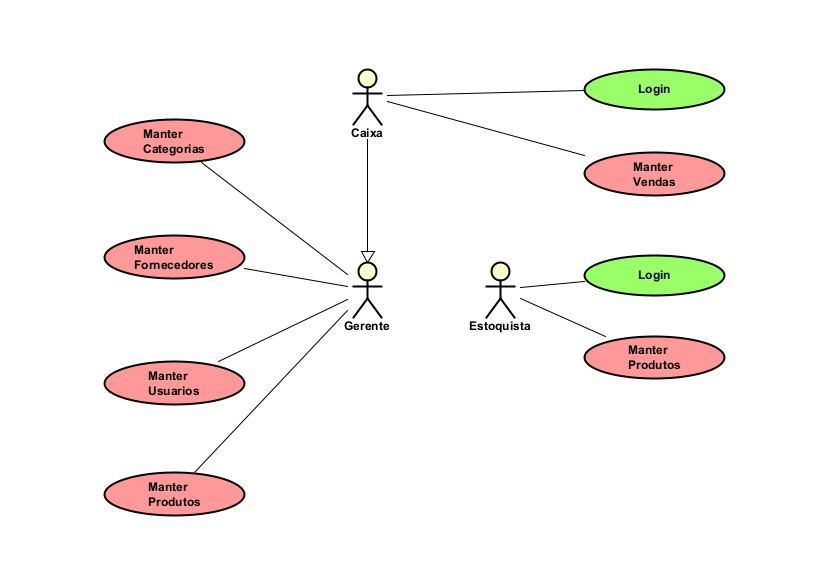 Login
Caixa
Manter
Categorias
Manter
Vendas
Manter
Fornecedores
Login
Gerente
Estoquista
Manter
Produtos
Manter
Usuarios
Manter
Produtos